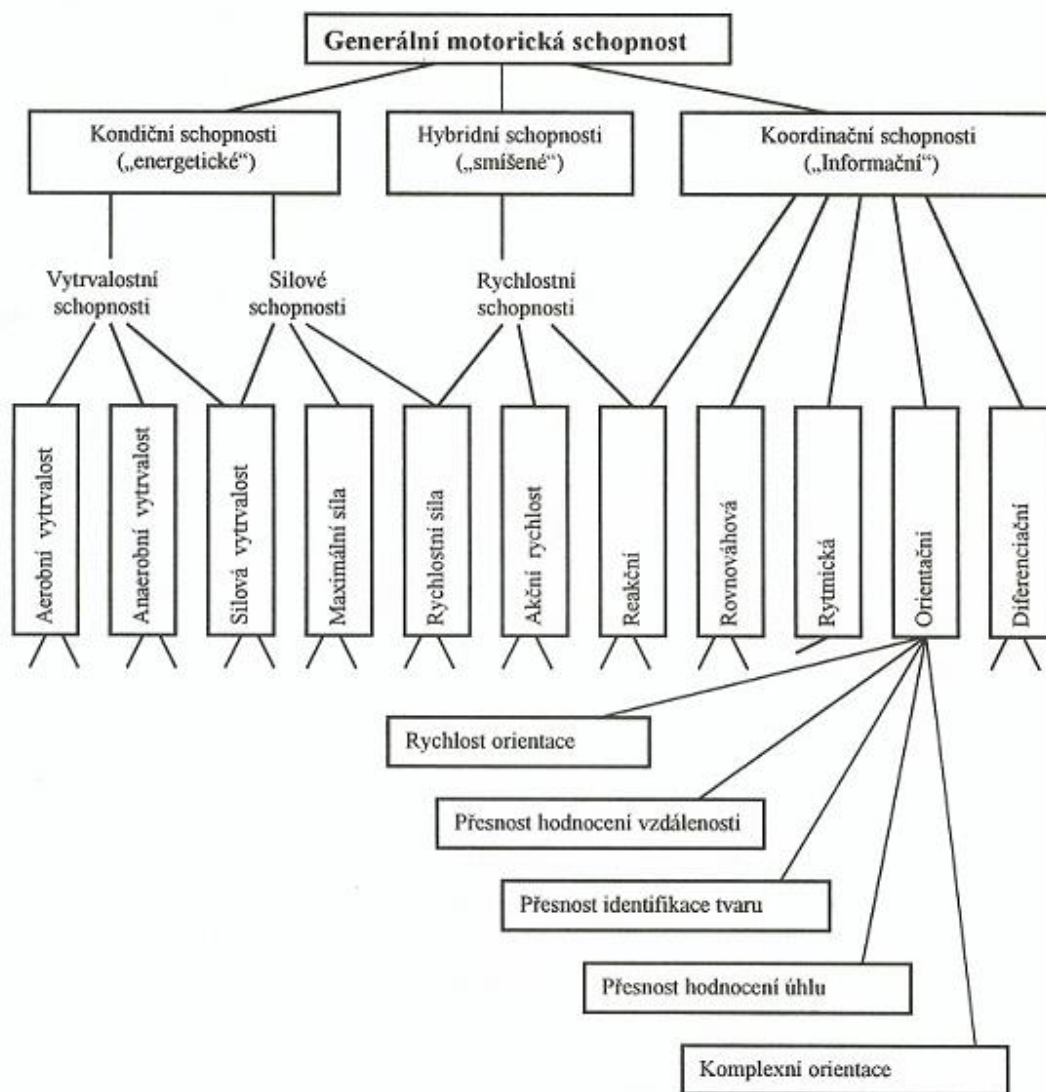 Generální motorická schopnost
Kondiční schopnosti
(„energetické“)
Hybridní schopnosti
(„smíšené“)
Koordinační schopnosti
(„Informační“)
Vytrvalostní
schopnosti
Silové
schopnosti
Rychlostní
schopnosti
Aerobní vytrvalost
Anaerobní vytrvalost
Silová vytrvalost
Maximální síla
Rychlostní síla
Akční rychlost
Reakční
Rovnováhová
Rytmická
Orientační
Diferenciační
Rychlost orientace
Přesnost hodnocení vzdálenosti
Přesnost identifikace tvaru
Přesnost hodnocení úhlu
Komplexní orientace